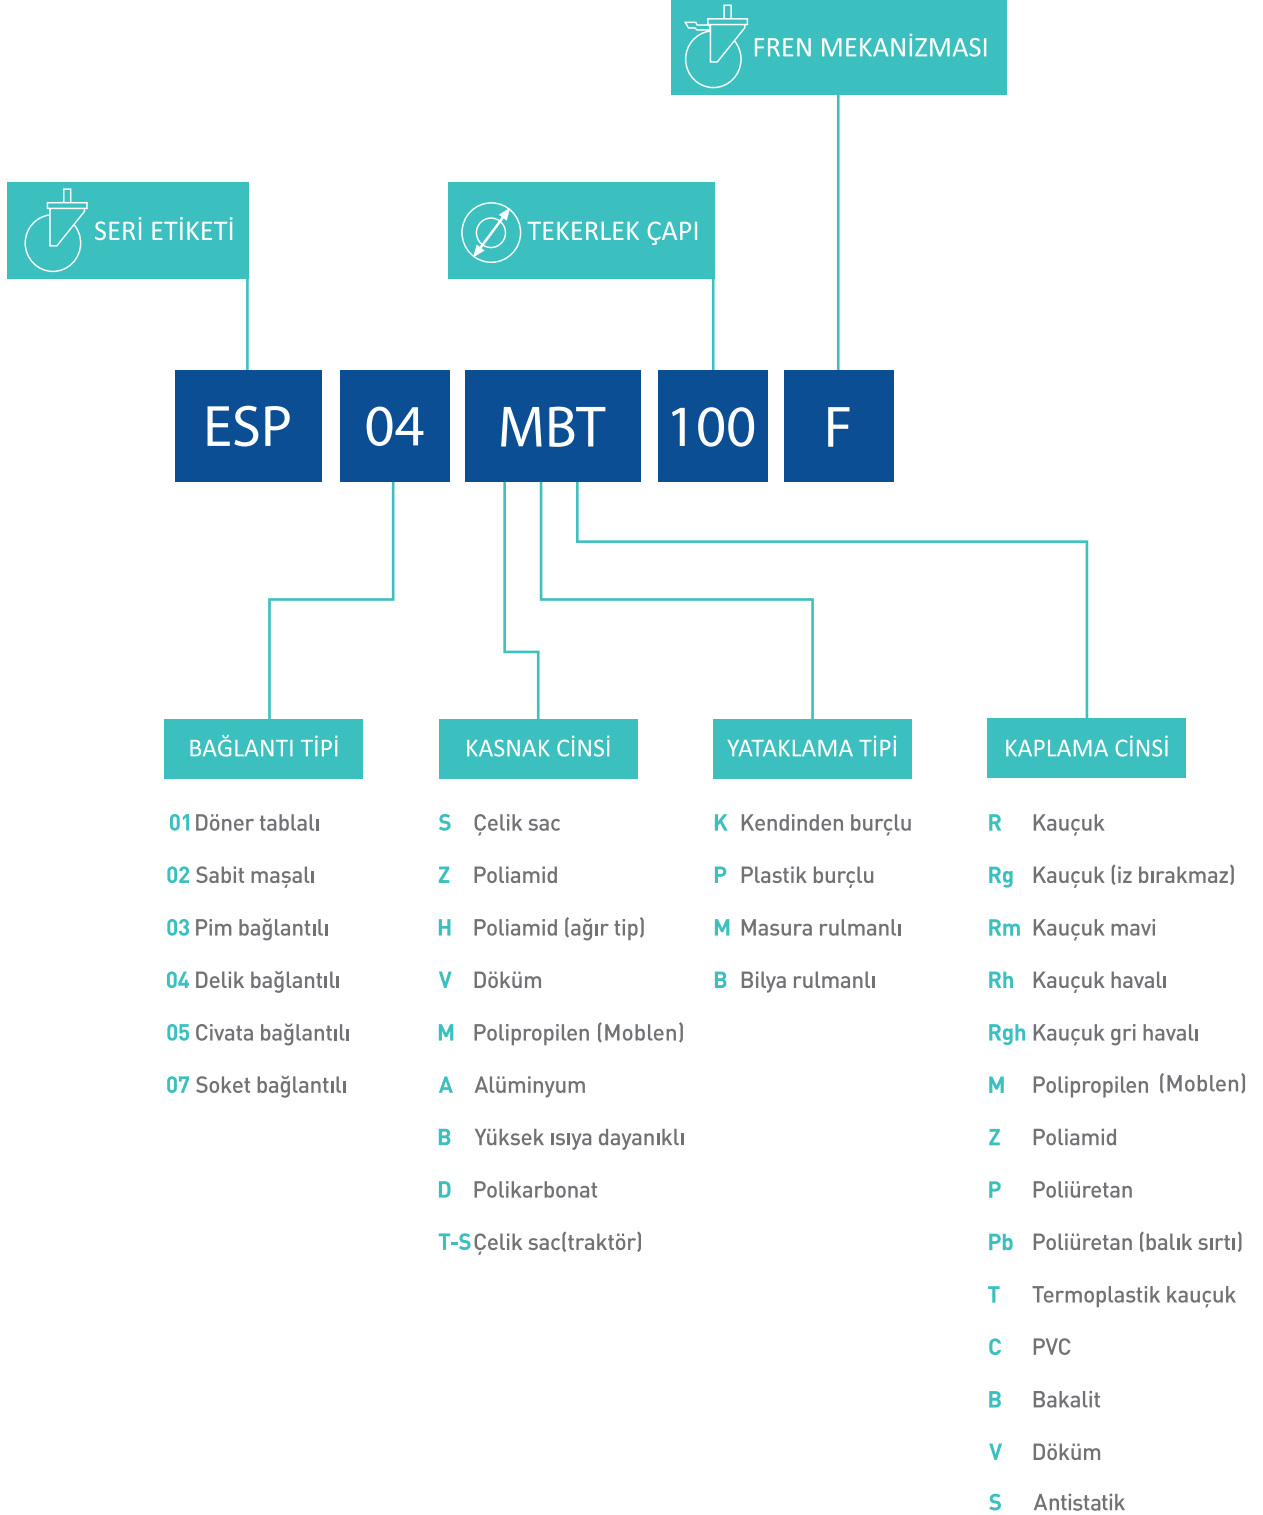 FREN MEKANİZMASI
SERİ ETİKETİ
TEKERLEK ÇAPI
ESP 04 MBT 100 F
BAĞLANTI TİPİ
01 Döner tablalı
02 Sabit maşalı
03 Pim bağlantılı
04 Delik bağlantılı
05 Civata bağlantılı
07 Soket bağlantılı
KASNAK CİNSİ
S Çelik sac
Z Poliamid
H Poliamid (ağır tip)
V Döküm
M Polipropilen (Moblen)
A Alüminyum
B Yüksek ısıya dayanıklı
D Polikarbonat
T-S Çelik sac(traktör)
YATAKLAMA TİPİ
K Kendinden burçlu
P Plastik burçlu
M Masura rulmanlı
B Bilya rulmanlı
KAPLAMA CİNSİ
R Kauçuk
Rg Kauçuk (iz bırakmaz)
Rm Kauçuk mavi
Rh Kauçuk havalı
Rgh Kauçuk gri havalı
M Polipropilen (Moblen)
Z Poliamid
P Poliüretan
Pb Poliüretan (balık sırtı)
T Termoplastik kauçuk
C PVC
B Bakalit
V Döküm
S Antistatik